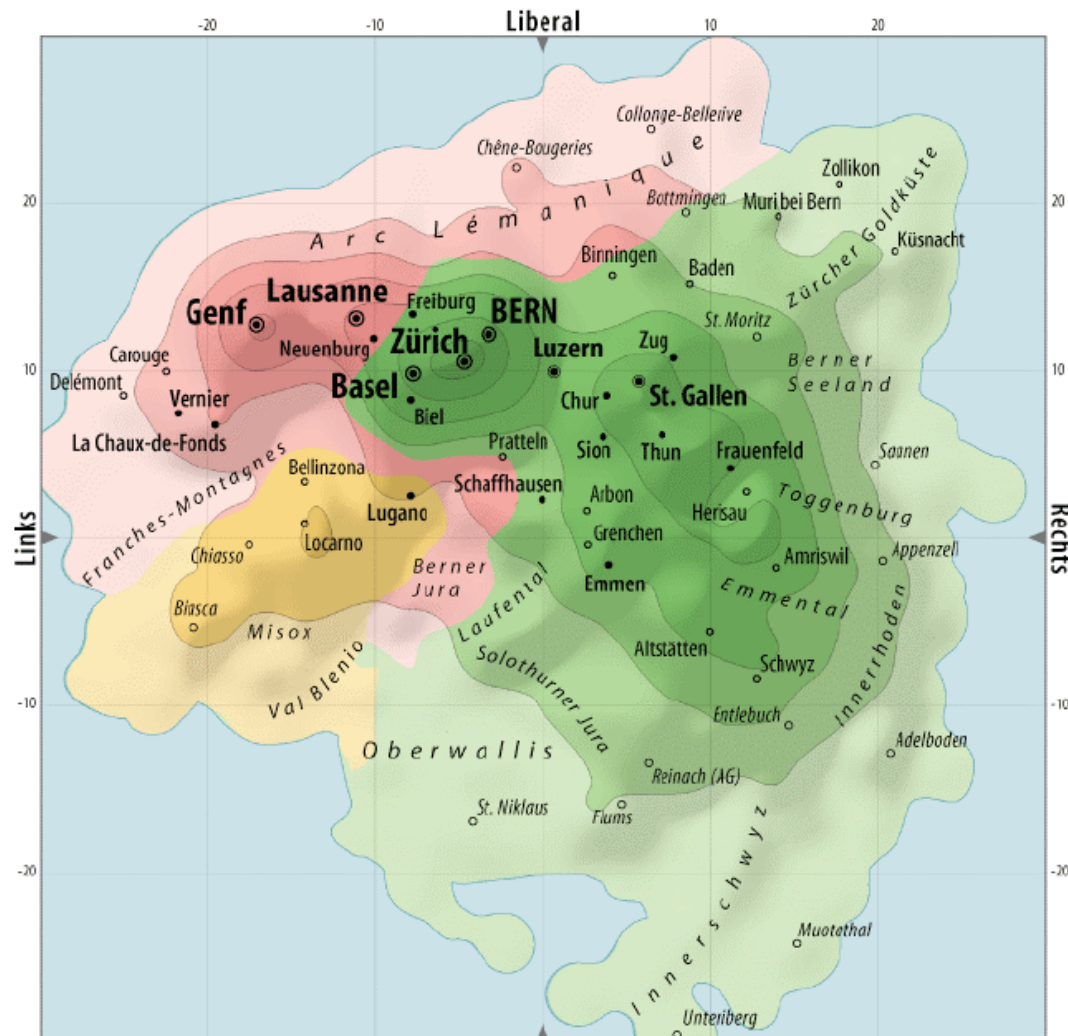 Liberal
-20
-10
10
20
Collonge-Bellerive
Chêne-Bougeries
Zollikon
20
Bottmingen
Muri bei Bern
20
Arc Lémanique
Küsnacht
Zürcher Goldküste
Binningen
Baden
Lausanne
Freiburg
BERN
Genf
St. Moritz
Zürich
Zug
Neuenburg
Luzern
Carouge
Berner
Seeland
10
10
Delémont
Basel
St. Gallen
Vernier
Chur
Biel
La Chaux-de-Fonds
Pratteln
Sion
Thun
Frauenfeld
Saanen
Franches-Montagnes
Bellinzona
Schaffhausen
Arbon
Toggenburg
Lugano
Herisau
Links
Rechts
Locarno
Grenchen
Chiasso
Amriswil
Appenzell
Berner
Jura
Emmen
Emmental
Laufental
Biasca
Misox
Altstätten
Schwyz
Innerrhoden
Val Blenio
Solothurner Jura
-10
-10
Entlebuch
Adelboden
Oberwallis
Reinach (AG)
St. Niklaus
Flums
-20
-20
Innerschwyz
Muotathal
Unteriberg